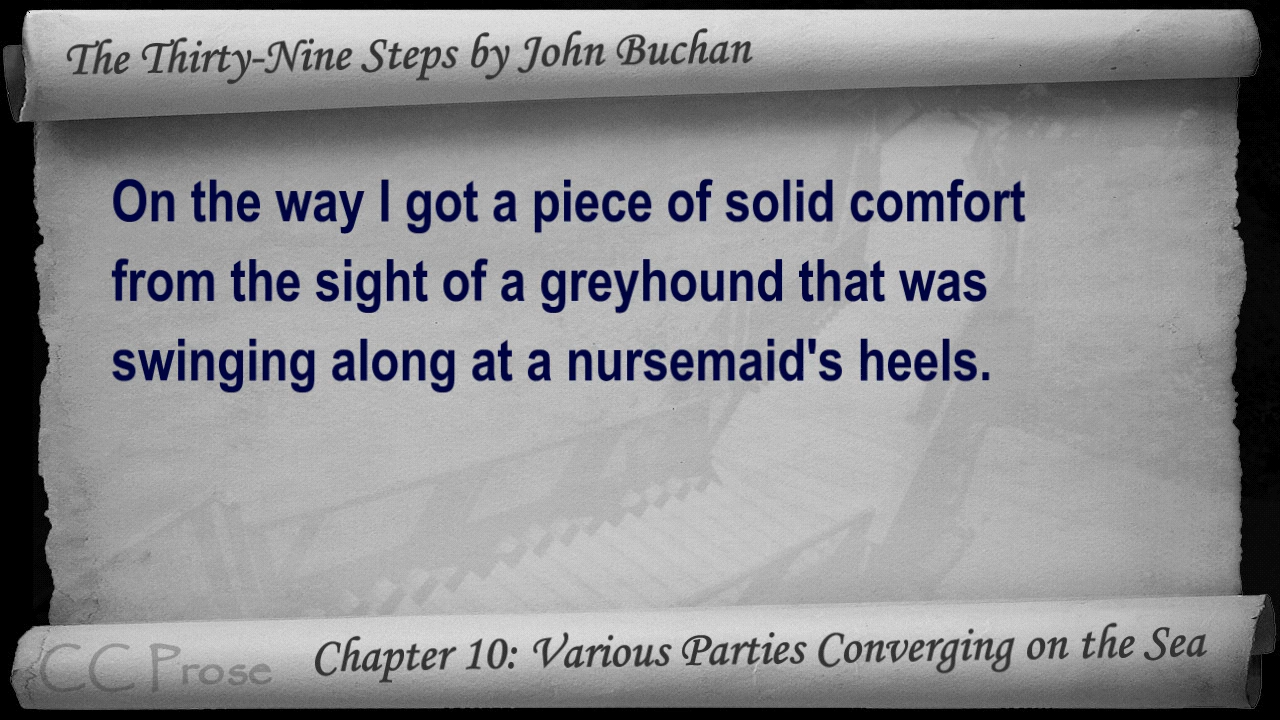 The Thirty-Nine Steps by John Buchan
On the way I got a piece of solid comfort
from the sight of a greyhound that was
swinging along at a nursemaid's heels.
CC Prose
Chapter 10: Various Parties Converging on the Sea